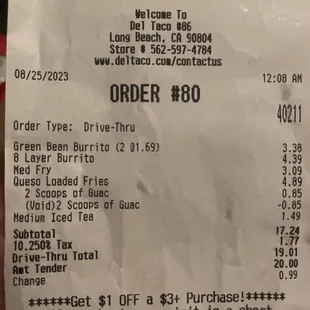 Welcome To
Del Taco #86
Long Beach, CA 90804
Store # 562-597-4784
www.deltaco.com/contactus
08/25/2023 12:08 AM
ORDER #80
40211
Order Type: Drive-Thru
Green Bean Burrito (2 @1.69) 3.38
8 Layer Burrito 4.39
Med Fry 3.09
Queso Loaded Fries 4.89
2 Scoops of Guac 0.85
(Void)2 Scoops of Guac -0.85
Medium Iced Tea 1.49
Subtotal 17.24
10.250% Tax 1.77
Drive-Thru Total 19.01
Amt Tender 20.00
Change 0.99
******Get $1 OFF a $3+ Purchase!******